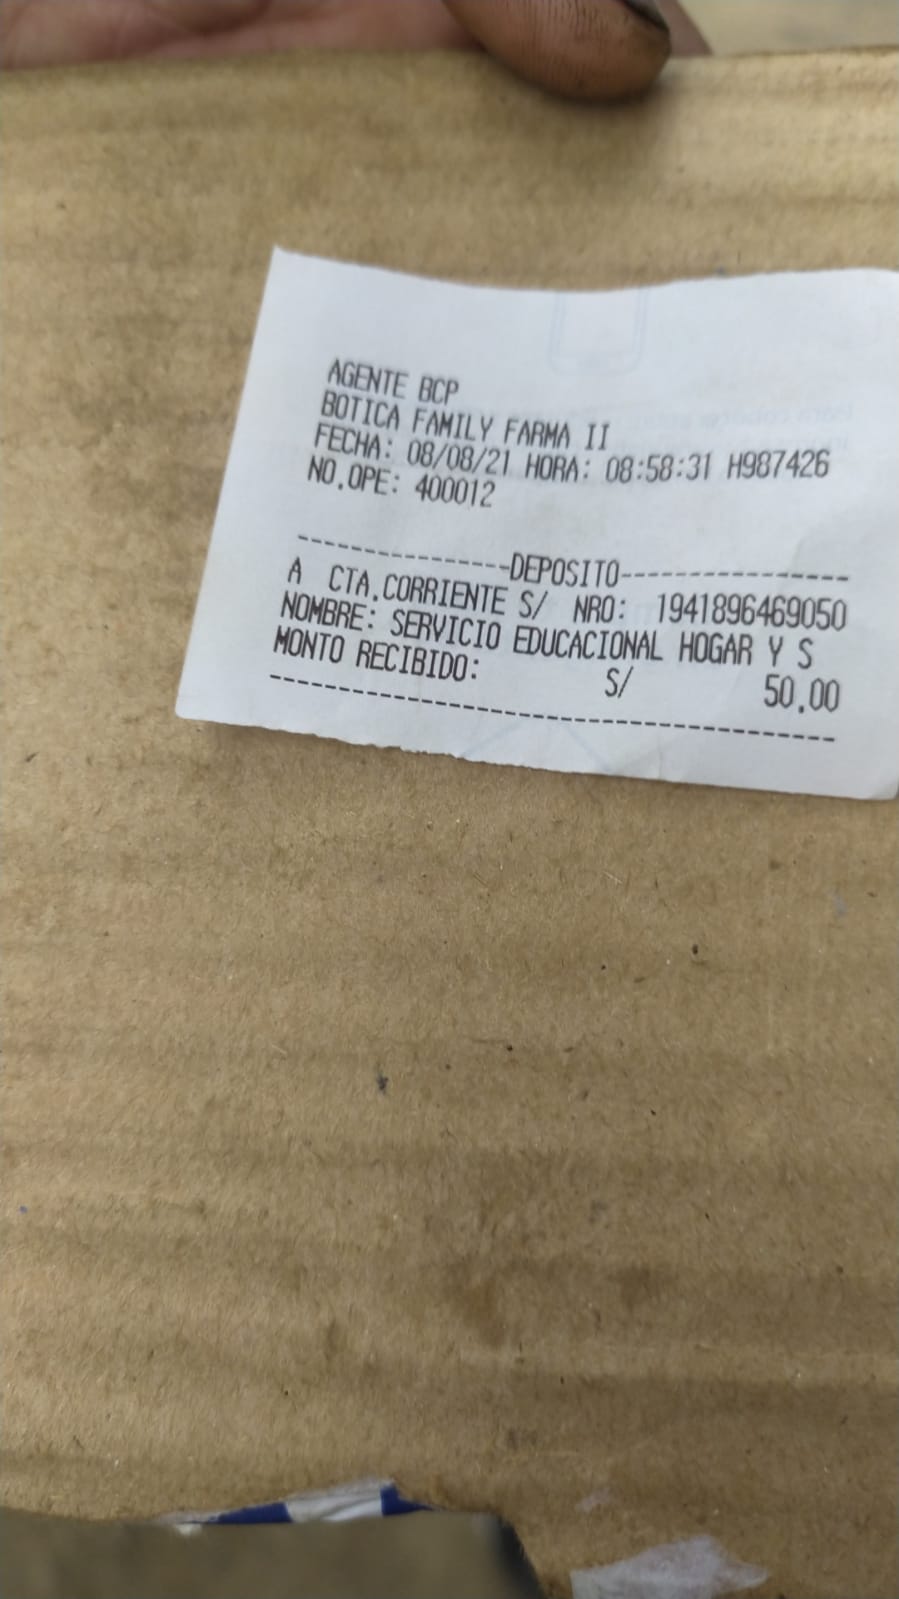 AGENTE BCP
BOTICA FAMILY FARMA II
FECHA: 08/08/21 HORA: 08:58:31 H987426
NO.OPE: 400012
----------------DEPOSITO-----------------
A CTA.CORRIENTE S/ NRO: 1941896469050
NOMBRE: SERVICIO EDUCACIONAL HOGAR Y S
MONTO RECIBIDO: S/ 50.00
-----------------------------------------